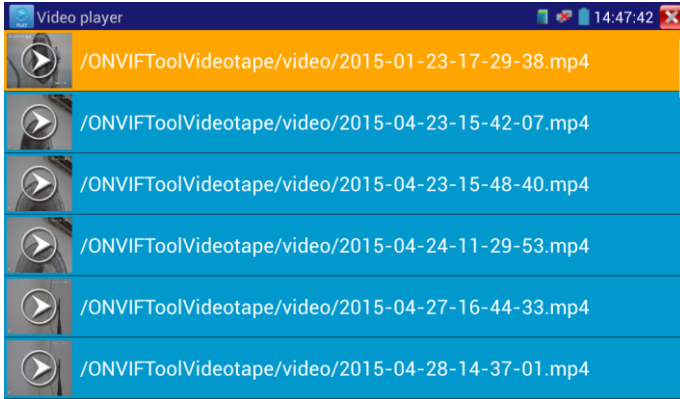 PLAY
Video player
14:47:42
/ONVIFToolVideotape/video/2015-01-23-17-29-38.mp4
/ONVIFToolVideotape/video/2015-04-23-15-42-07.mp4
/ONVIFToolVideotape/video/2015-04-23-15-48-40.mp4
/ONVIFToolVideotape/video/2015-04-24-11-29-53.mp4
/ONVIFToolVideotape/video/2015-04-27-16-44-33.mp4
/ONVIFToolVideotape/video/2015-04-28-14-37-01.mp4